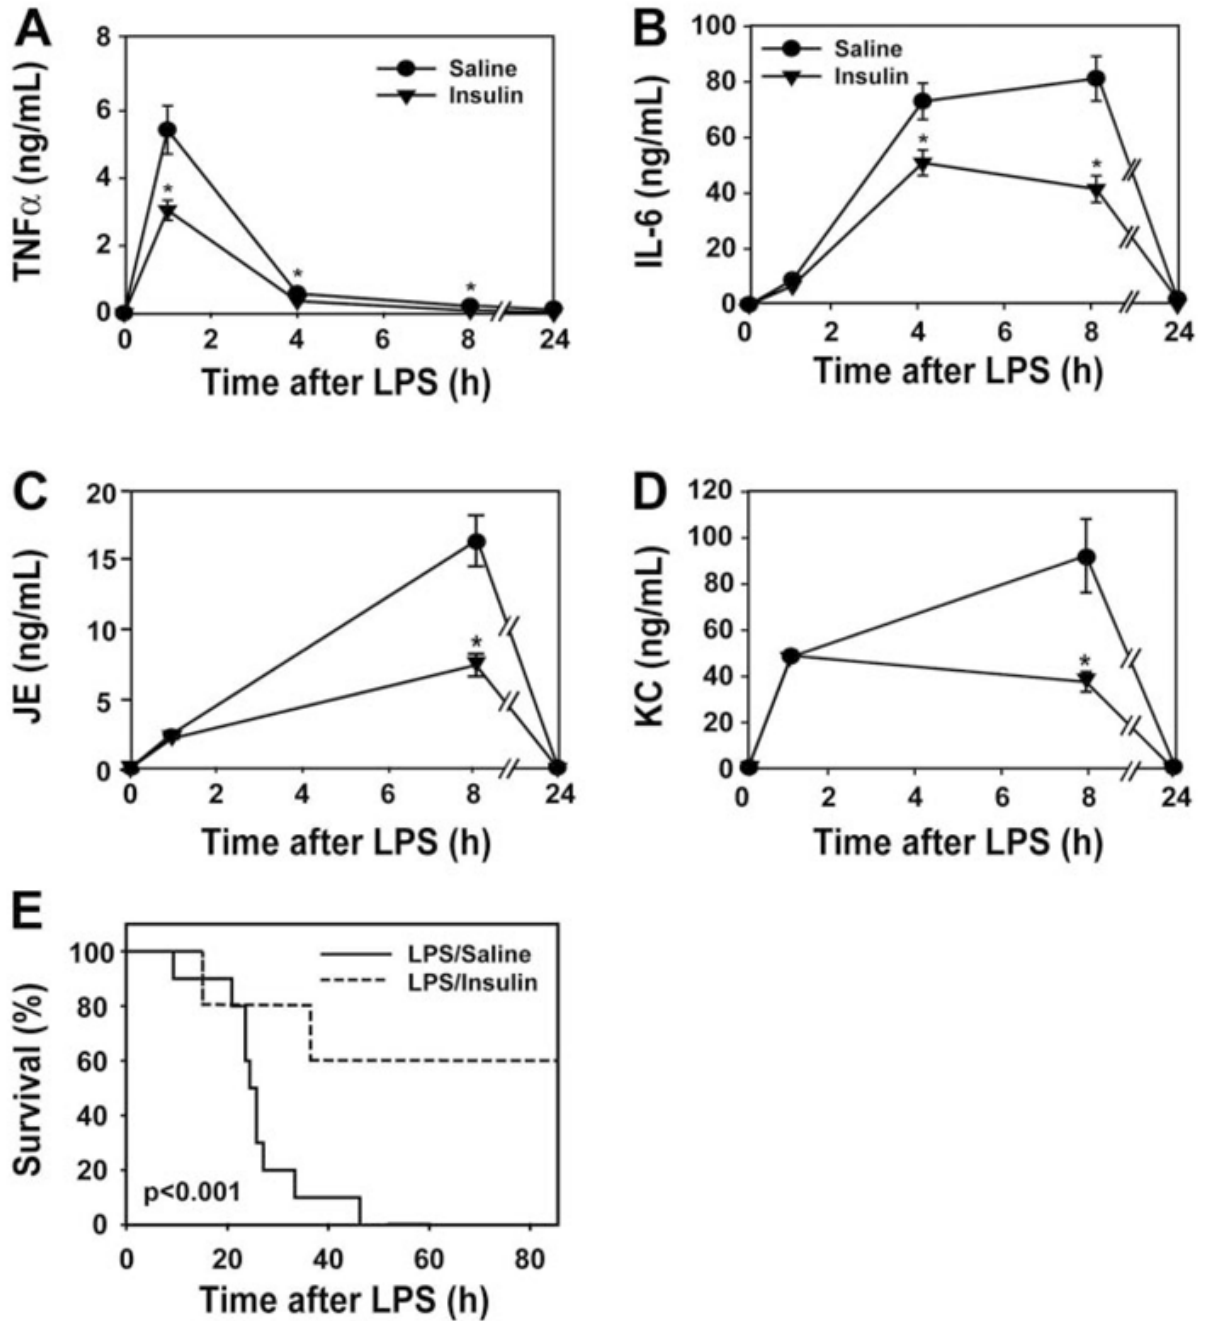 A
TNFα (ng/mL)
8
6
4
2
0
Saline
Insulin
*
*
*
0 2 4 6 8 24
Time after LPS (h)
B
IL-6 (ng/mL)
100
80
60
40
20
0
Saline
Insulin
*
*
0 2 4 6 8 24
Time after LPS (h)
C
JE (ng/mL)
20
15
10
5
0
*
0 2 4 6 8 24
Time after LPS (h)
D
KC (ng/mL)
120
100
80
60
40
20
0
*
0 2 4 6 8 24
Time after LPS (h)
E
Survival (%)
100
80
60
40
20
0
LPS/Saline
LPS/Insulin
p<0.001
0 20 40 60 80
Time after LPS (h)